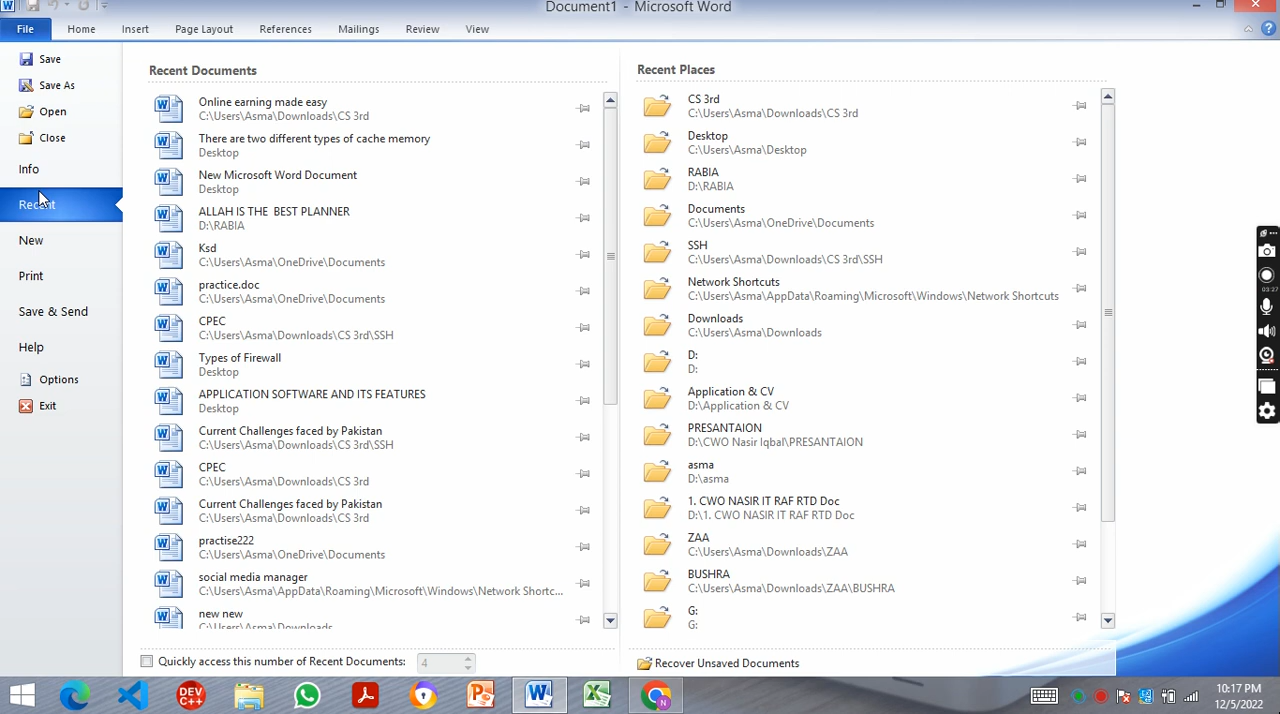 Document1 - Microsoft Word
File Home Insert Page Layout References Mailings Review View
Save
Save As
Open
Close
Info
Recent
New
Print
Save & Send
Help
Options
Exit
Recent Documents
Online earning made easy
C:\Users\Asma\Downloads\CS 3rd
There are two different types of cache memory
Desktop
New Microsoft Word Document
Desktop
ALLAH IS THE BEST PLANNER
D:\RABIA
Ksd
C:\Users\Asma\OneDrive\Documents
practice.doc
C:\Users\Asma\OneDrive\Documents
CPEC
C:\Users\Asma\Downloads\CS 3rd\SSH
Types of Firewall
Desktop
APPLICATION SOFTWARE AND ITS FEATURES
Desktop
Current Challenges faced by Pakistan
C:\Users\Asma\Downloads\CS 3rd\SSH
CPEC
C:\Users\Asma\Downloads\CS 3rd
Current Challenges faced by Pakistan
C:\Users\Asma\Downloads\CS 3rd
practise222
C:\Users\Asma\OneDrive\Documents
social media manager
C:\Users\Asma\AppData\Roaming\Microsoft\Windows\Network Shortc...
new new
C:\Users\Asma\Downloads
Quickly access this number of Recent Documents: 4
Recent Places
CS 3rd
C:\Users\Asma\Downloads\CS 3rd
Desktop
C:\Users\Asma\Desktop
RABIA
D:\RABIA
Documents
C:\Users\Asma\OneDrive\Documents
SSH
C:\Users\Asma\Downloads\CS 3rd\SSH
Network Shortcuts
C:\Users\Asma\AppData\Roaming\Microsoft\Windows\Network Shortcuts
Downloads
C:\Users\Asma\Downloads
D:
D:
Application & CV
D:\Application & CV
PRESANTAION
D:\CWO Nasir Iqbal\PRESANTAION
asma
D:\asma
1. CWO NASIR IT RAF RTD Doc
D:\1. CWO NASIR IT RAF RTD Doc
ZAA
C:\Users\Asma\Downloads\ZAA
BUSHRA
C:\Users\Asma\Downloads\ZAA\BUSHRA
G:
G:
Recover Unsaved Documents
03:27
DEV
C++
N
10:17 PM
12/5/2022